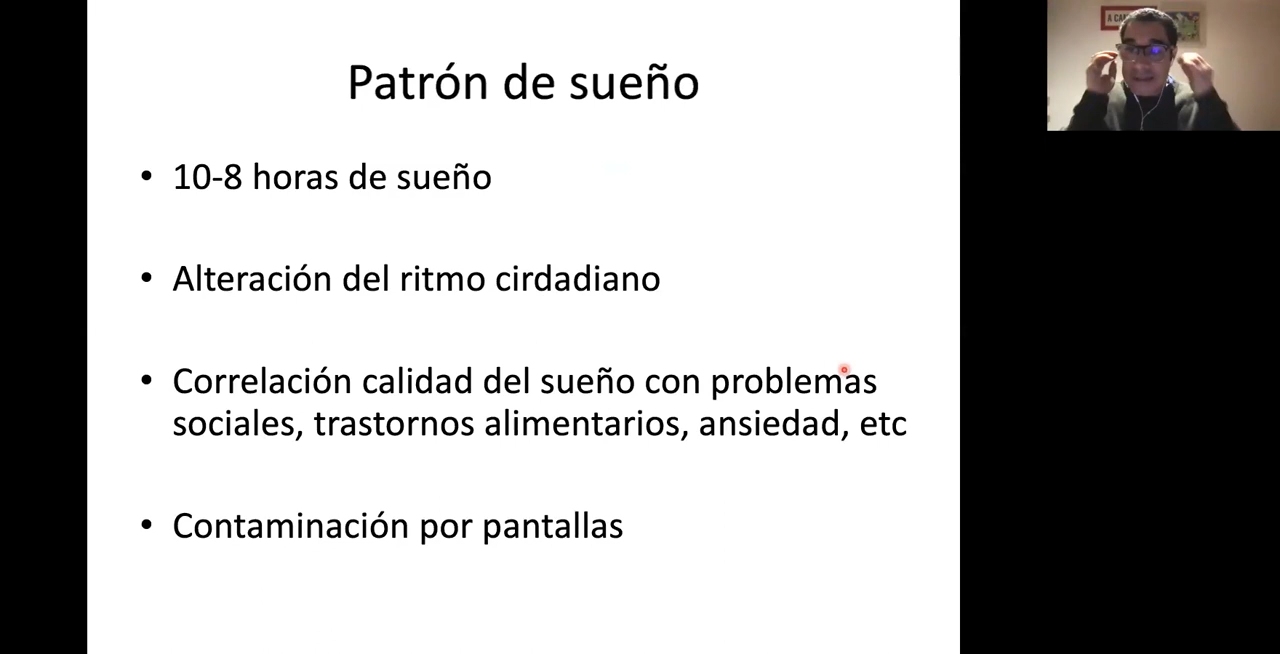 Patrón de sueño
• 10-8 horas de sueño
• Alteración del ritmo cirdadiano
• Correlación calidad del sueño con problemas
sociales, trastornos alimentarios, ansiedad, etc
• Contaminación por pantallas